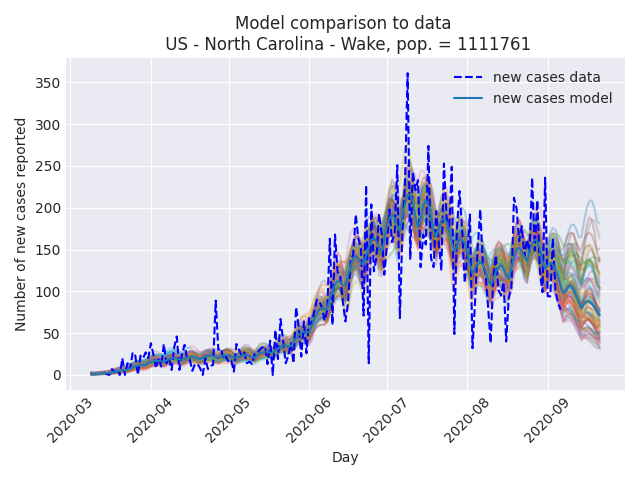 Model comparison to data
US - North Carolina - Wake, pop. = 1111761
new cases data
new cases model
Number of new cases reported
350
300
250
200
150
100
50
0
2020-03
2020-04
2020-05
2020-06
2020-07
2020-08
2020-09
Day